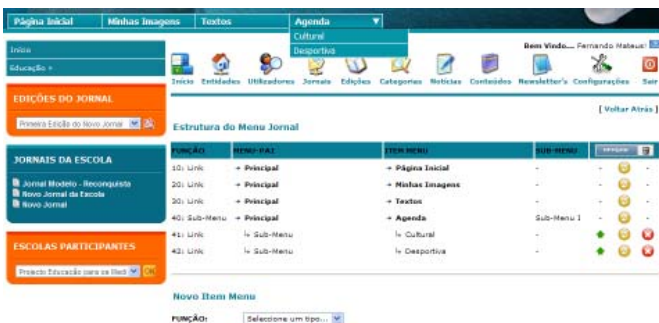 Página Inicial Minhas Imagens Textos Agenda
Cultural
Desportiva
Início
Educação +
Bem Vindo... Fernando Mateus!
Início Entidades Utilizadores Jornais Edições Categorias Notícias Conteúdos Newsletter's Configurações Sair
EDIÇÕES DO JORNAL
Primeira Edição do Novo Jornal
[ Voltar Atrás ]
Estrutura do Menu Jornal
FUNÇÃO MENU-PAI ITEM MENU SUB-MENU
10: Link → Principal → Página Inicial - -
20: Link → Principal → Minhas Imagens - -
30: Link → Principal → Textos - -
40: Sub-Menu → Principal → Agenda Sub-Menu I - -
41: Link ↳ Sub-Menu ↳ Cultural -
42: Link ↳ Sub-Menu ↳ Desportiva -
JORNAIS DA ESCOLA
Jornal Modelo - Reconquista
Novo Jornal da Escola
Novo Jornal
ESCOLAS PARTICIPANTES
Projecto Educação para os Medi OK
Novo Item Menu
FUNÇÃO: Seleccione um tipo...